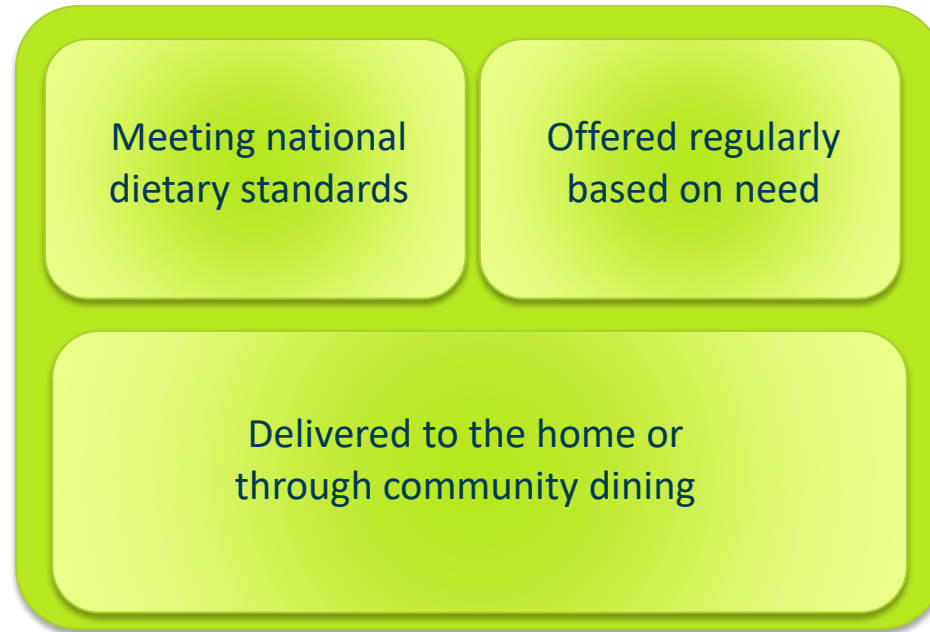 Meeting national
dietary standards
Offered regularly
based on need
Delivered to the home or
through community dining